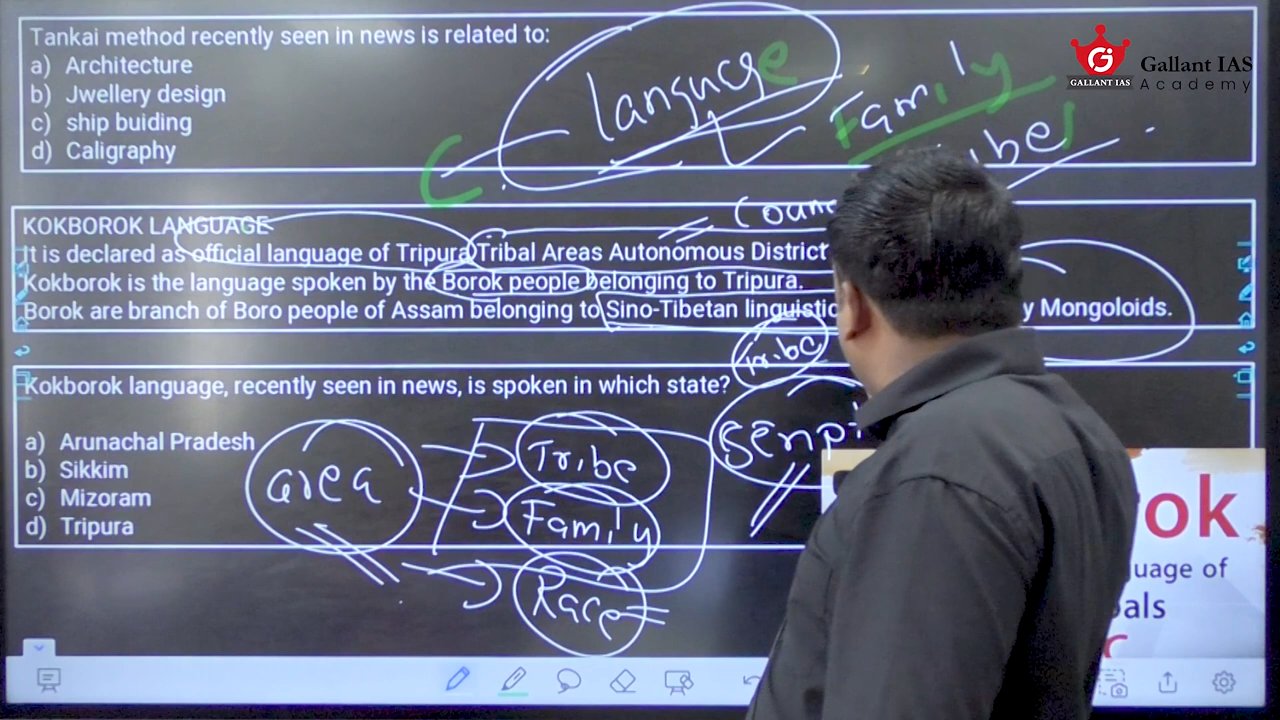 Tankai method recently seen in news is related to:
a) Architecture
b) Jwellery design
c) ship buiding
d) Caligraphy
language
Family
GALLANT IAS
Gallant IAS
Academy
KOKBOROK LANGUAGE
It is declared as official language of Tripura Tribal Areas Autonomous District
Kokborok is the language spoken by the Borok people belonging to Tripura.
Borok are branch of Boro people of Assam belonging to Sino-Tibetan linguistic
Mongoloids.
Tribe
Kokborok language, recently seen in news, is spoken in which state?
a) Arunachal Pradesh
b) Sikkim
c) Mizoram
d) Tripura
area
Tribe
Family
Race
ok
guage of